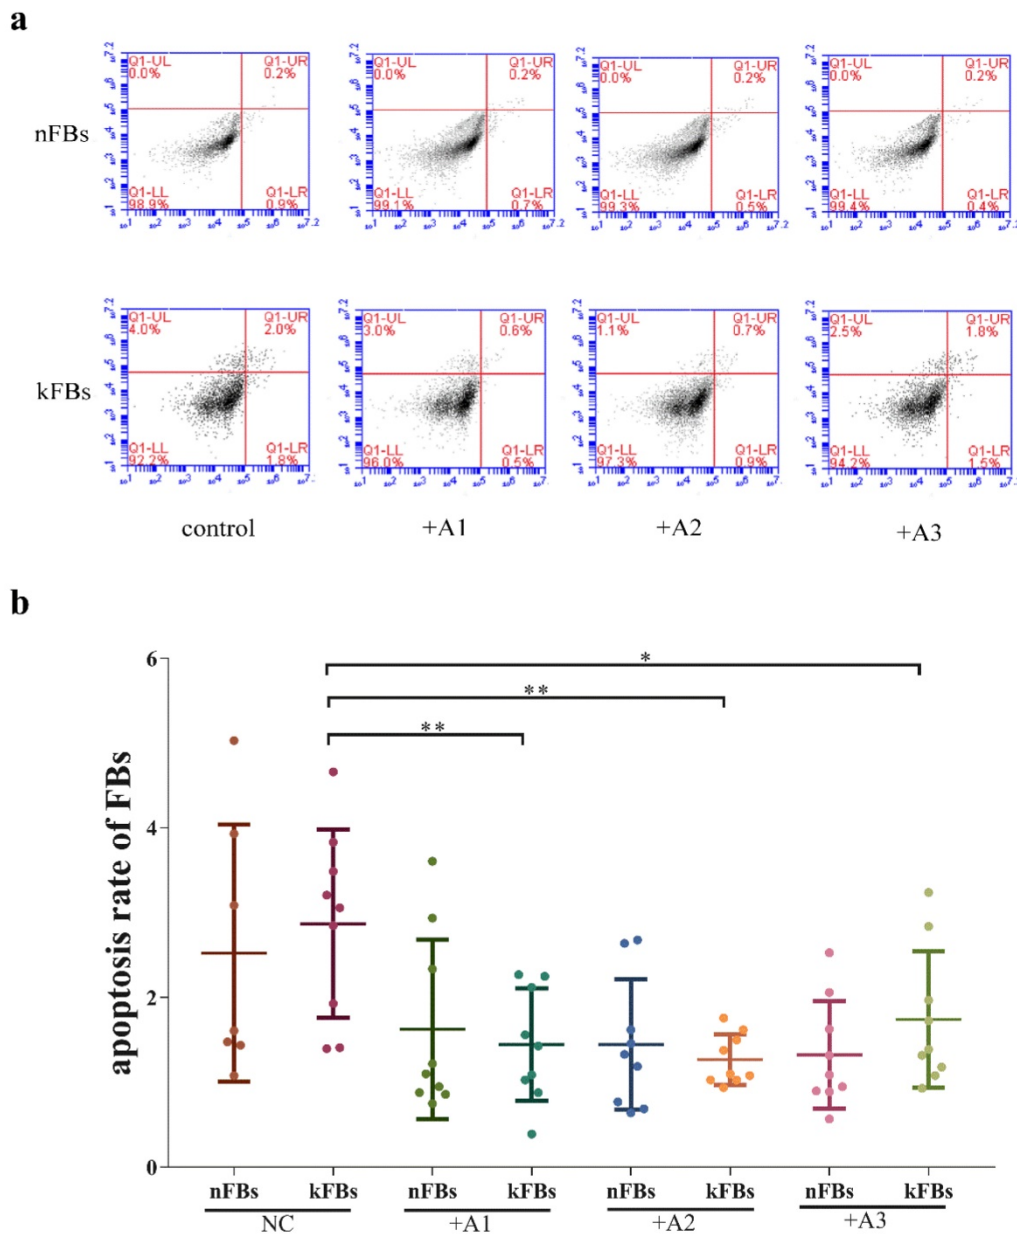 a
nFBs
Q1-UL Q1-UR
0.0% 0.2%
Q1-LL Q1-LR
98.9% 0.9%
Q1-UL Q1-UR
0.0% 0.2%
Q1-LL Q1-LR
99.1% 0.7%
Q1-UL Q1-UR
0.0% 0.2%
Q1-LL Q1-LR
99.3% 0.5%
Q1-UL Q1-UR
0.0% 0.2%
Q1-LL Q1-LR
99.4% 0.4%
kFBs
Q1-UL Q1-UR
4.0% 2.0%
Q1-LL Q1-LR
92.2% 1.8%
Q1-UL Q1-UR
3.0% 0.6%
Q1-LL Q1-LR
96.0% 0.5%
Q1-UL Q1-UR
1.1% 0.7%
Q1-LL Q1-LR
97.3% 0.9%
Q1-UL Q1-UR
2.5% 1.8%
Q1-LL Q1-LR
94.2% 1.5%
control +A1 +A2 +A3
b
apoptosis rate of FBs
6
4
2
0
*
**
**
nFBs kFBs nFBs kFBs nFBs kFBs nFBs kFBs
NC +A1 +A2 +A3